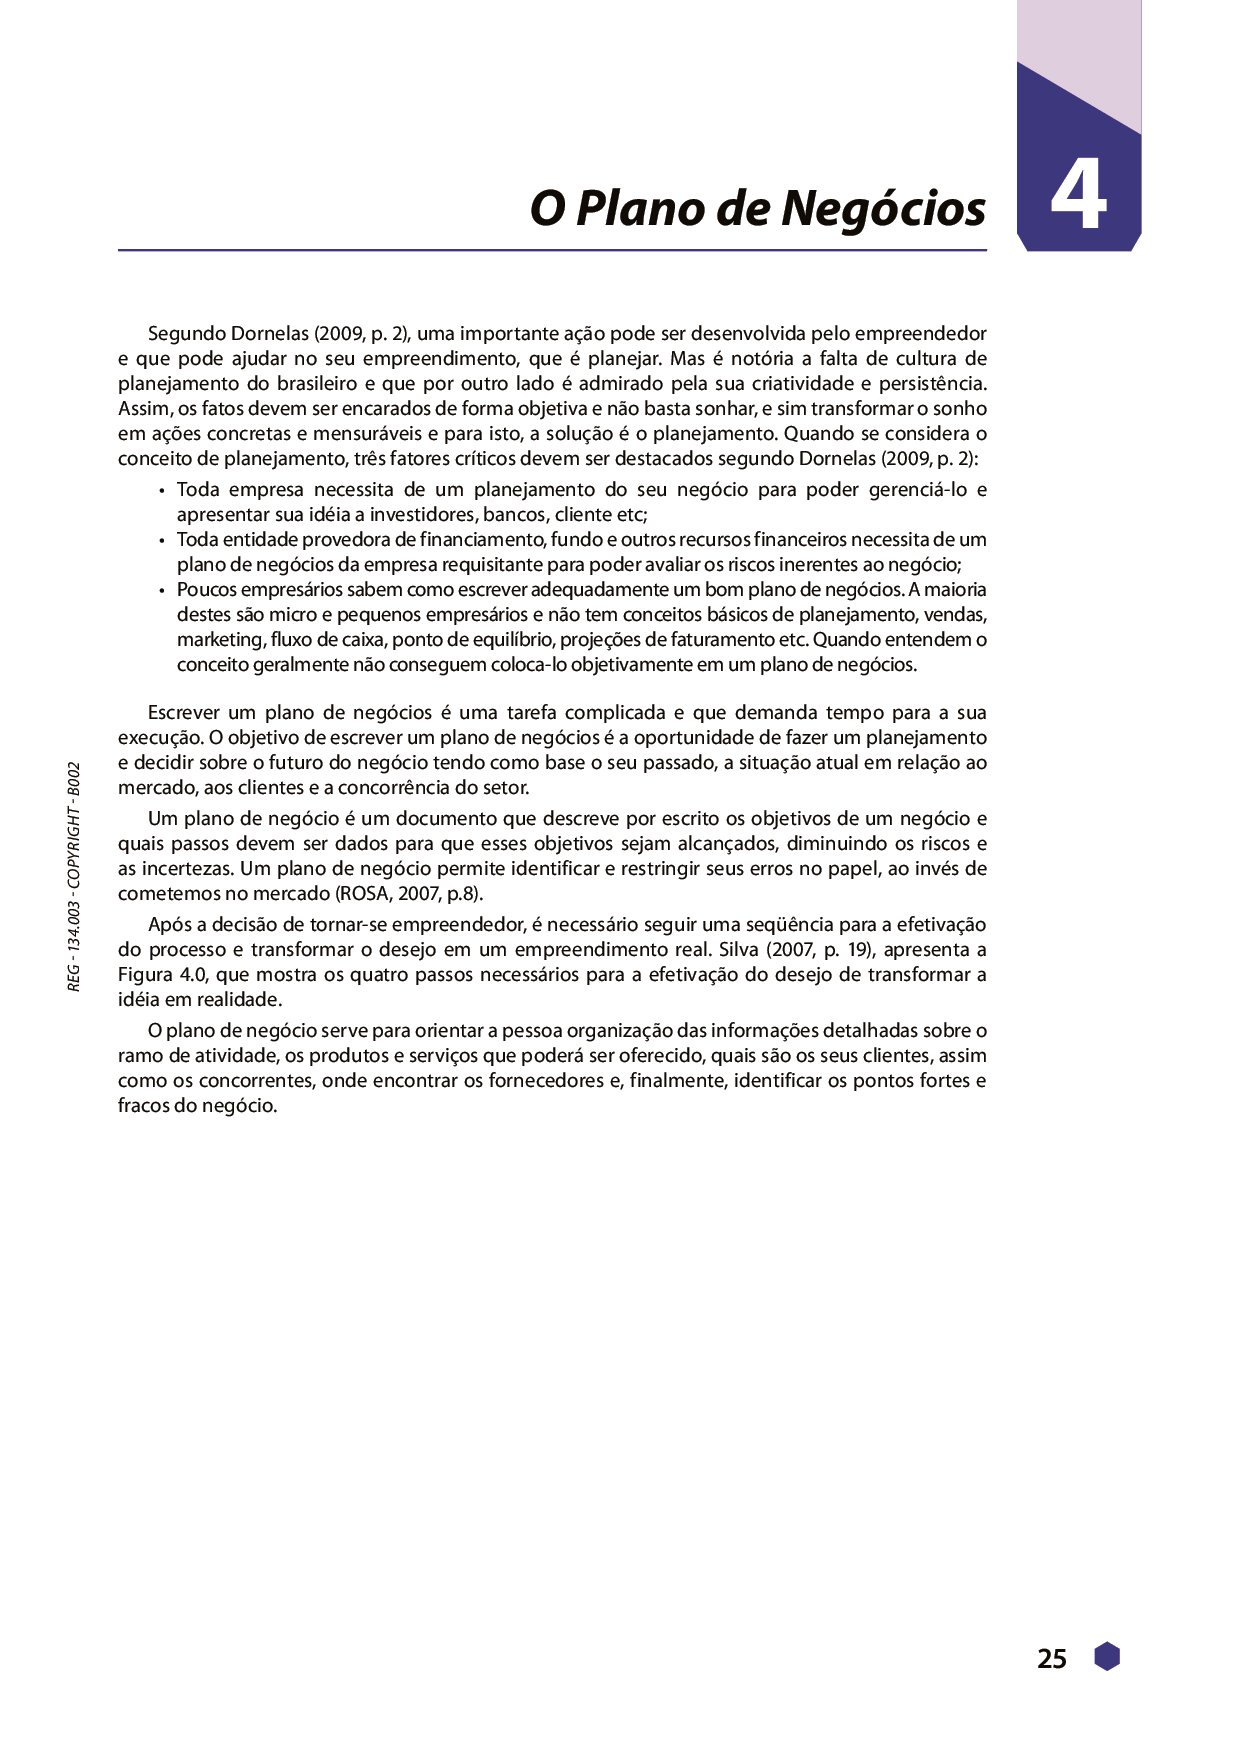 4
O Plano de Negócios
Segundo Dornelas (2009, p. 2), uma importante ação pode ser desenvolvida pelo empreendedor
e que pode ajudar no seu empreendimento, que é planejar. Mas é notória a falta de cultura de
planejamento do brasileiro e que por outro lado é admirado pela sua criatividade e persistência.
Assim, os fatos devem ser encarados de forma objetiva e não basta sonhar, e sim transformar o sonho
em ações concretas e mensuráveis e para isto, a solução é o planejamento. Quando se considera o
conceito de planejamento, três fatores críticos devem ser destacados segundo Dornelas (2009, p. 2):
• Toda empresa necessita de um planejamento do seu negócio para poder gerenciá-lo e
apresentar sua idéia a investidores, bancos, cliente etc;
• Toda entidade provedora de financiamento, fundo e outros recursos financeiros necessita de um
plano de negócios da empresa requisitante para poder avaliar os riscos inerentes ao negócio;
• Poucos empresários sabem como escrever adequadamente um bom plano de negócios. A maioria
destes são micro e pequenos empresários e não tem conceitos básicos de planejamento, vendas,
marketing, fluxo de caixa, ponto de equilíbrio, projeções de faturamento etc. Quando entendem o
conceito geralmente não conseguem coloca-lo objetivamente em um plano de negócios.
Escrever um plano de negócios é uma tarefa complicada e que demanda tempo para a sua
execução. O objetivo de escrever um plano de negócios é a oportunidade de fazer um planejamento
e decidir sobre o futuro do negócio tendo como base o seu passado, a situação atual em relação ao
mercado, aos clientes e a concorrência do setor.
Um plano de negócio é um documento que descreve por escrito os objetivos de um negócio e
quais passos devem ser dados para que esses objetivos sejam alcançados, diminuindo os riscos e
as incertezas. Um plano de negócio permite identificar e restringir seus erros no papel, ao invés de
cometemos no mercado (ROSA, 2007, p.8).
Após a decisão de tornar-se empreendedor, é necessário seguir uma seqüência para a efetivação
do processo e transformar o desejo em um empreendimento real. Silva (2007, p. 19), apresenta a
Figura 4.0, que mostra os quatro passos necessários para a efetivação do desejo de transformar a
idéia em realidade.
O plano de negócio serve para orientar a pessoa organização das informações detalhadas sobre o
ramo de atividade, os produtos e serviços que poderá ser oferecido, quais são os seus clientes, assim
como os concorrentes, onde encontrar os fornecedores e, finalmente, identificar os pontos fortes e
fracos do negócio.
REG - 134.003 - COPYRIGHT - B002
25